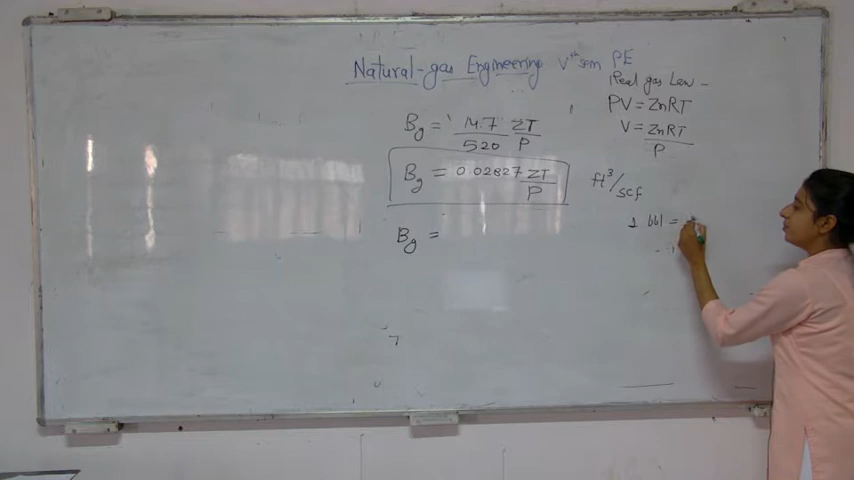 Natural-gas Engineering Vth sem PE
Real gas Law -
PV = ZnRT
V = ZnRT / P
Bg = 14.7 / 520 ZT / P
Bg = 0.02827 ZT / P ft³/scf
1 bbl =
Bg =